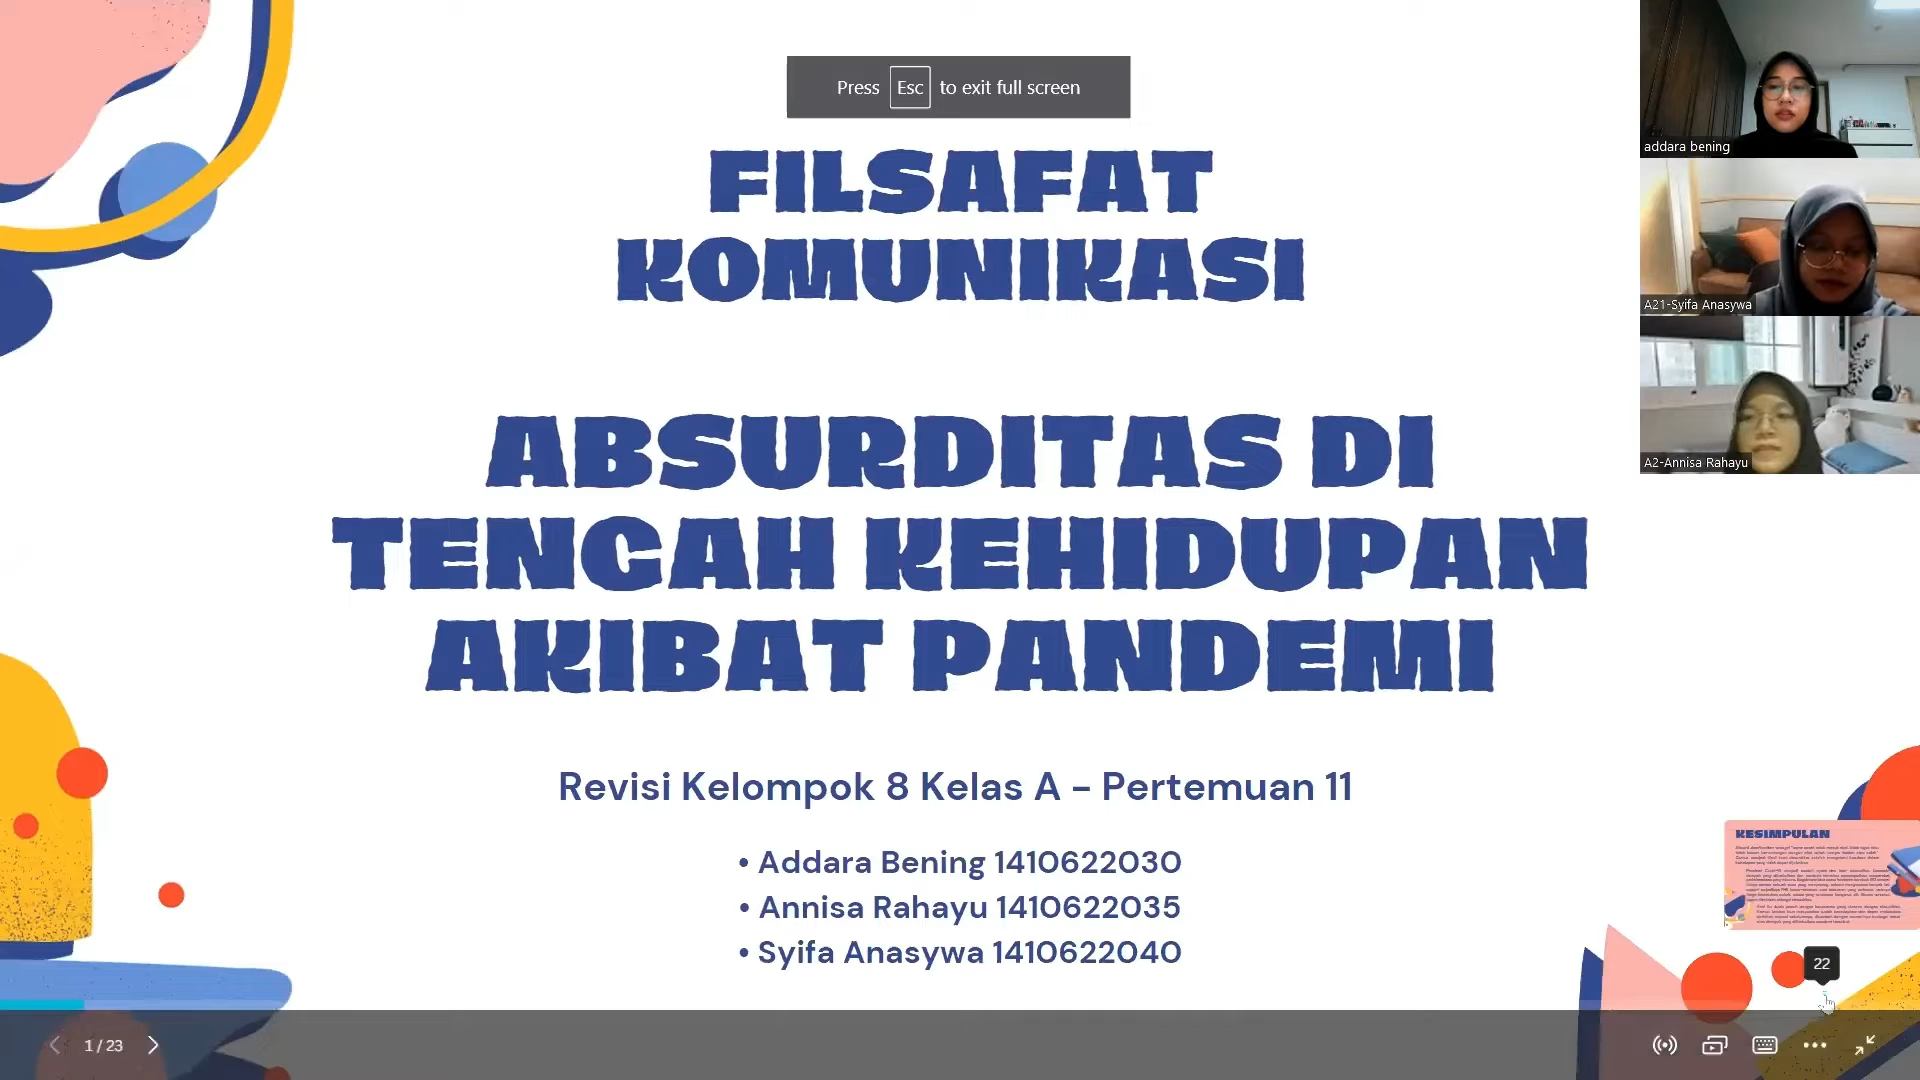 Press Esc to exit full screen
FILSAFAT
KOMUNIKASI
ABSURDITAS DI
TENGAH KEHIDUPAN
AKIBAT PANDEMI
Revisi Kelompok 8 Kelas A - Pertemuan 11
• Addara Bening 1410622030
• Annisa Rahayu 1410622035
• Syifa Anasywa 1410622040
addara bening
A21-Syifa Anasywa
A2-Annisa Rahayu
KESIMPULAN
22
1 / 23